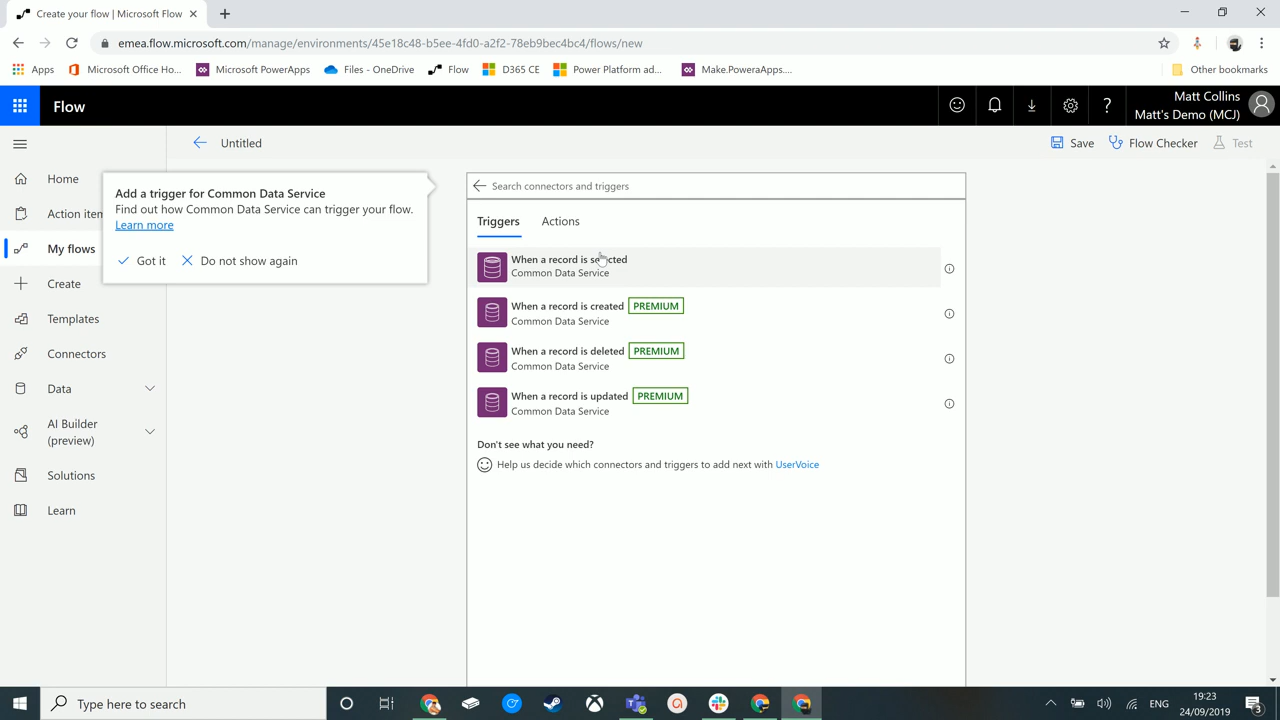 Create your flow | Microsoft Flow
emea.flow.microsoft.com/manage/environments/45e18c48-b5ee-4fd0-a2f2-78eb9bec4bc4/flows/new
Apps
Microsoft Office Ho...
Microsoft PowerApps
Files - OneDrive
Flow
D365 CE
Power Platform ad...
Make.PoweraApps....
Other bookmarks
Flow
Matt Collins
Matt's Demo (MCJ)
Untitled
Save
Flow Checker
Test
Home
Action item
My flows
Create
Templates
Connectors
Data
AI Builder
(preview)
Solutions
Learn
Add a trigger for Common Data Service
Find out how Common Data Service can trigger your flow.
Learn more
Got it
Do not show again
Search connectors and triggers
Triggers
Actions
When a record is selected
Common Data Service
When a record is created PREMIUM
Common Data Service
When a record is deleted PREMIUM
Common Data Service
When a record is updated PREMIUM
Common Data Service
Don't see what you need?
Help us decide which connectors and triggers to add next with UserVoice
Type here to search
ENG
19:23
24/09/2019
3